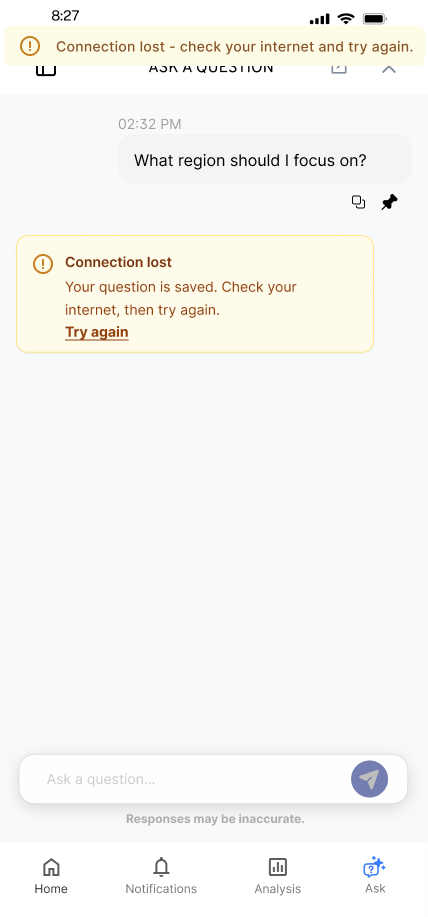 8:27
Connection lost - check your internet and try again.
ASK A QUESTION
02:32 PM
What region should I focus on?
Connection lost
Your question is saved. Check your
internet, then try again.
Try again
Ask a question...
Responses may be inaccurate.
Home
Notifications
Analysis
Ask